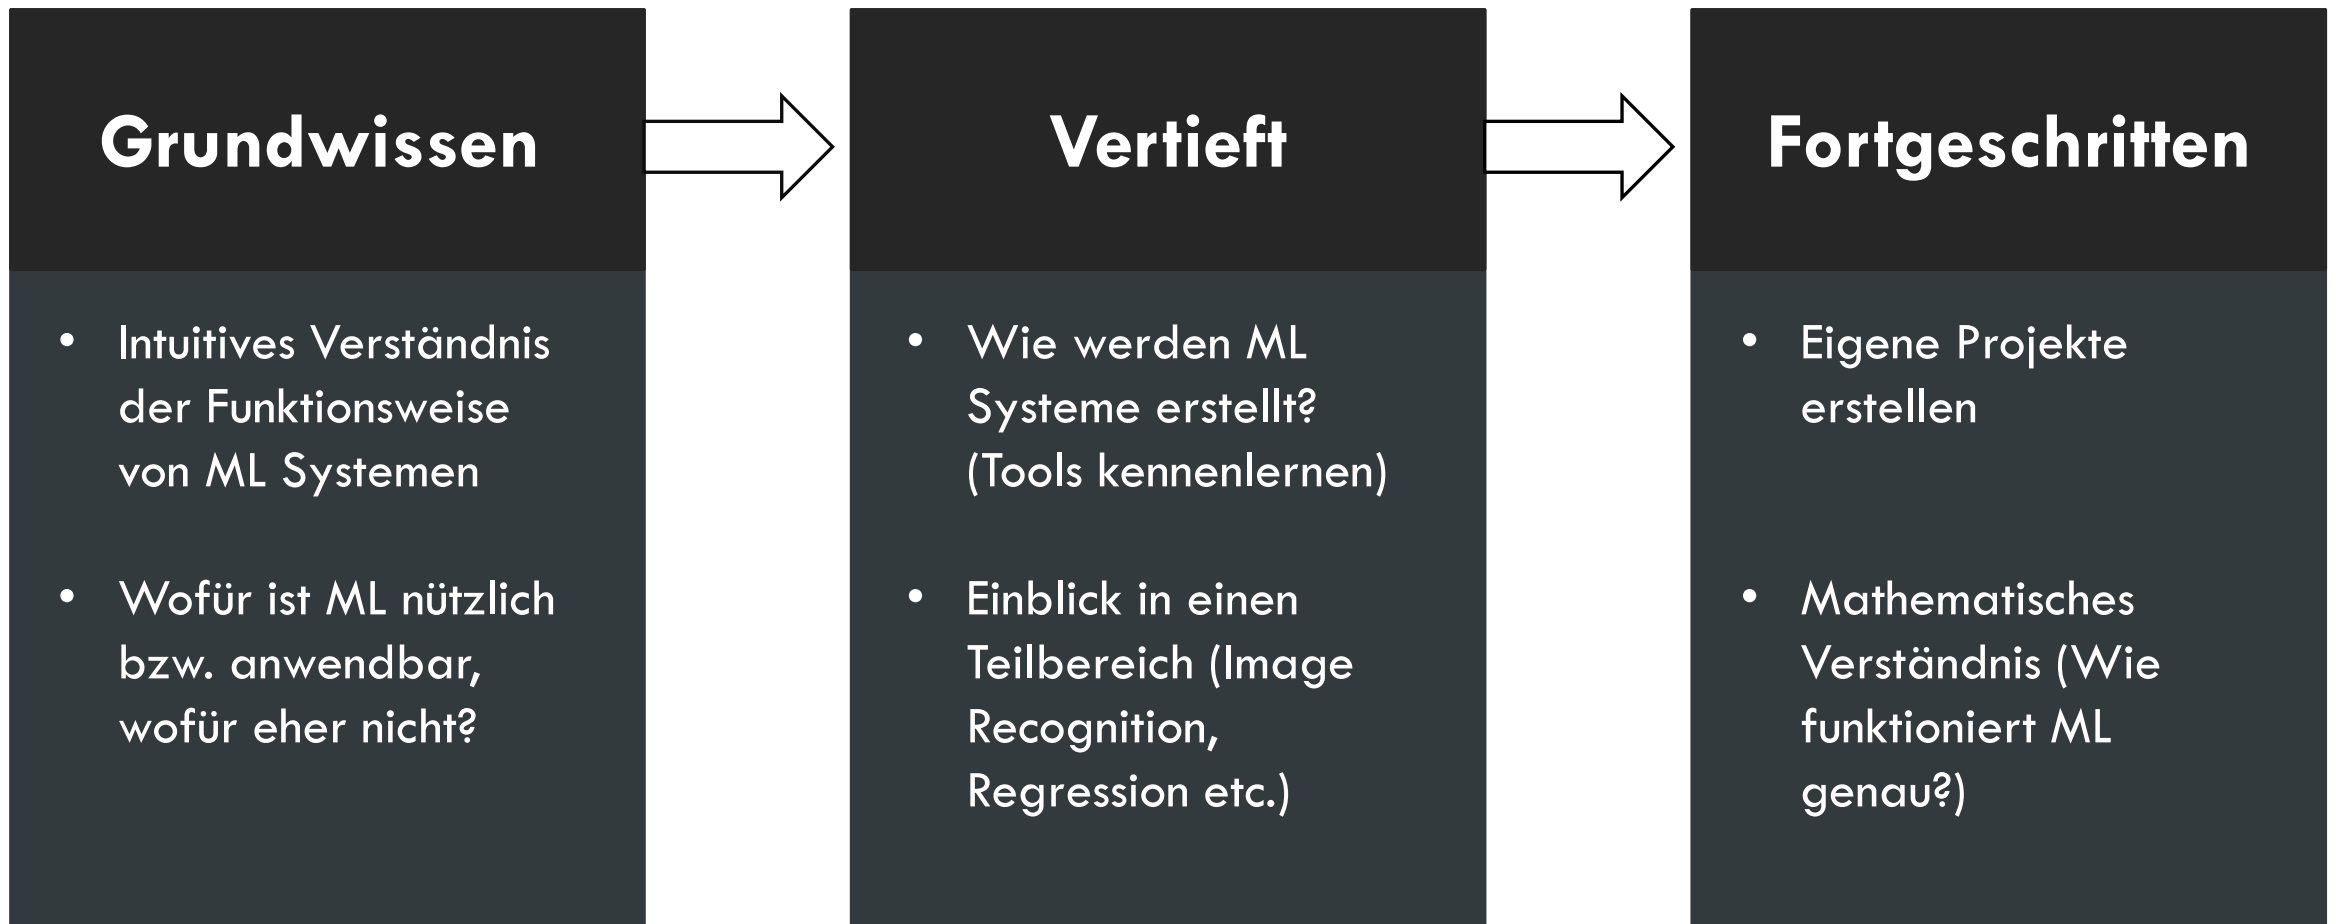 Grundwissen
• Intuitives Verständnis
der Funktionsweise
von ML Systemen
• Wofür ist ML nützlich
bzw. anwendbar,
wofür eher nicht?
Vertieft
• Wie werden ML
Systeme erstellt?
(Tools kennenlernen)
• Einblick in einen
Teilbereich (Image
Recognition,
Regression etc.)
Fortgeschritten
• Eigene Projekte
erstellen
• Mathematisches
Verständnis (Wie
funktioniert ML
genau?)